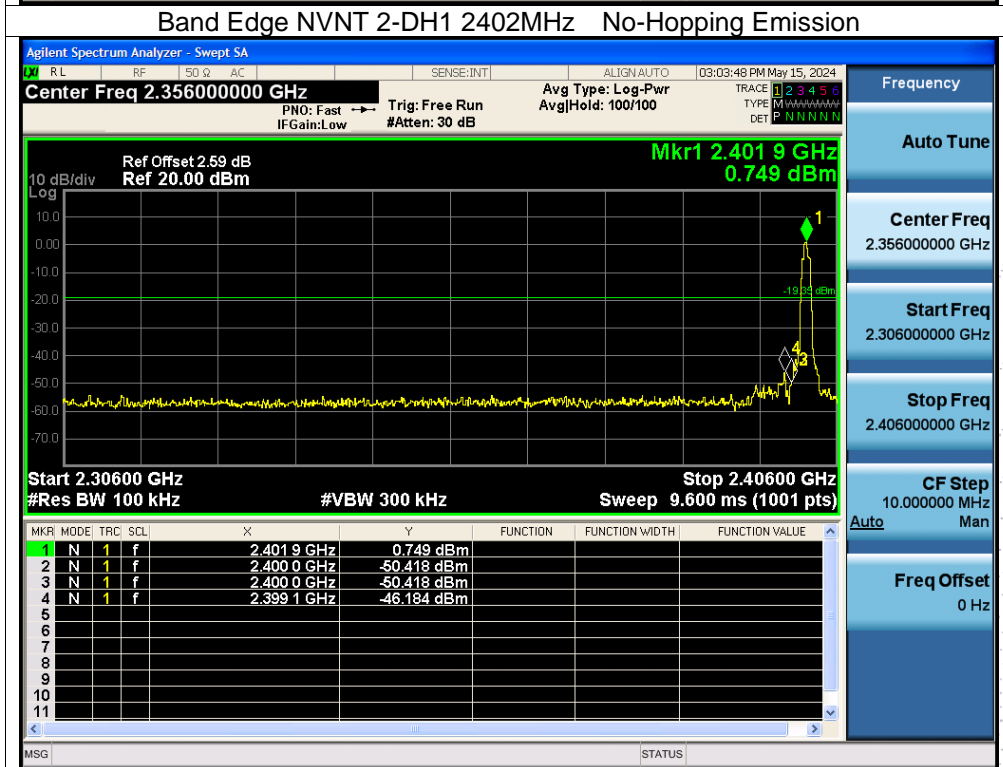 Band Edge NVNT 2-DH1 2402MHz No-Hopping Emission
Agilent Spectrum Analyzer - Swept SA
LXI RL RF 50 Ω AC SENSE:INT ALIGN AUTO 03:03:48 PM May 15, 2024
Center Freq 2.356000000 GHz
PNO: Fast
IFGain:Low
Trig: Free Run
#Atten: 30 dB
Avg Type: Log-Pwr
Avg|Hold: 100/100
TRACE 1 2 3 4 5 6
TYPE M
DET P N N N N N
Frequency
Auto Tune
Center Freq
2.356000000 GHz
Start Freq
2.306000000 GHz
Stop Freq
2.406000000 GHz
CF Step
10.000000 MHz
Auto Man
Freq Offset
0 Hz
Mkr1 2.401 9 GHz
0.749 dBm
Ref Offset 2.59 dB
10 dB/div Ref 20.00 dBm
Log
10.0
0.00
-10.0
-20.0
-30.0
-40.0
-50.0
-60.0
-70.0
1
-19.35 dBm
4
3
Start 2.30600 GHz Stop 2.40600 GHz
#Res BW 100 kHz #VBW 300 kHz Sweep 9.600 ms (1001 pts)
MKR MODE TRC SCL X Y FUNCTION FUNCTION WIDTH FUNCTION VALUE
1 N 1 f 2.401 9 GHz 0.749 dBm
2 N 1 f 2.400 0 GHz -50.418 dBm
3 N 1 f 2.400 0 GHz -50.418 dBm
4 N 1 f 2.399 1 GHz -46.184 dBm
5
6
7
8
9
10
11
MSG STATUS